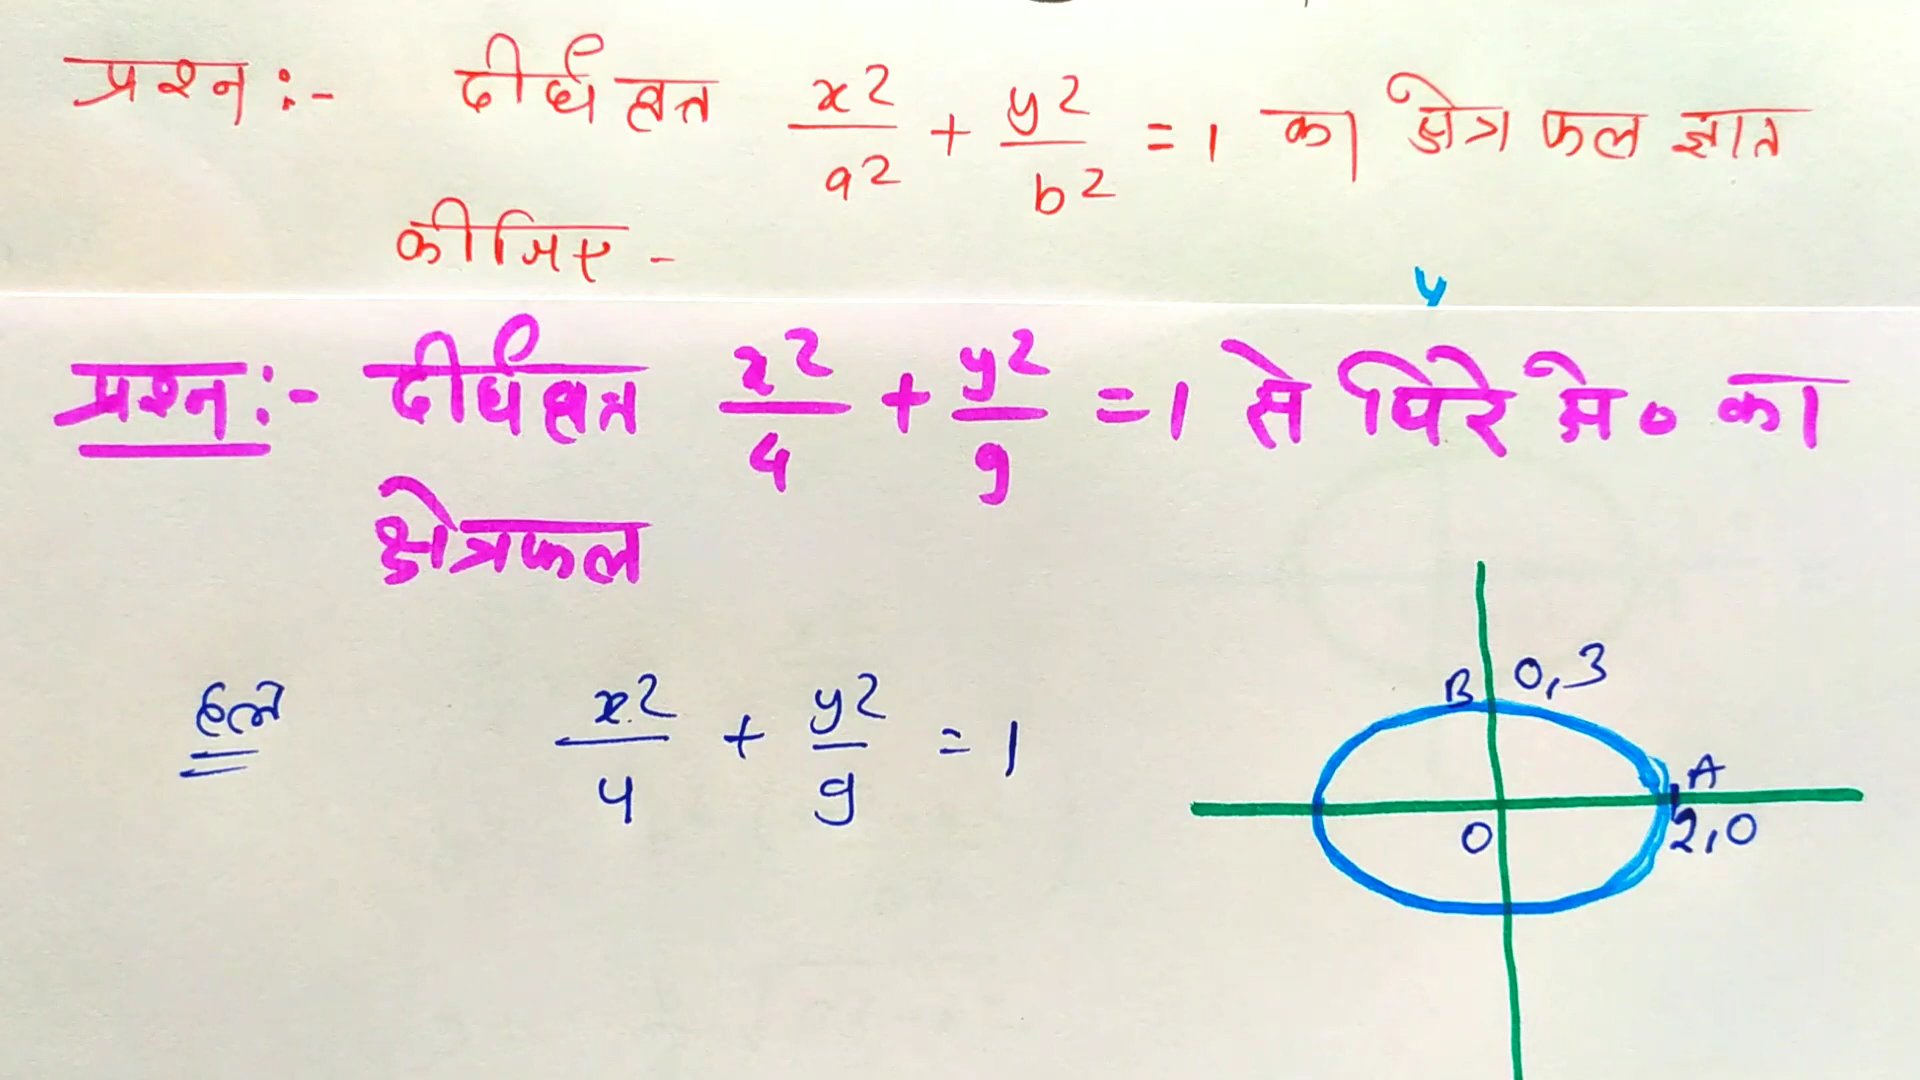 प्रश्न :- दीर्घवृत्त x²/a² + y²/b² = 1 का क्षेत्रफल ज्ञात
कीजिए -
प्रश्न :- दीर्घवृत्त x²/4 + y²/9 = 1 से घिरे क्षे० का
क्षेत्रफल
हल x²/4 + y²/9 = 1
B 0,3
A
0 2,0